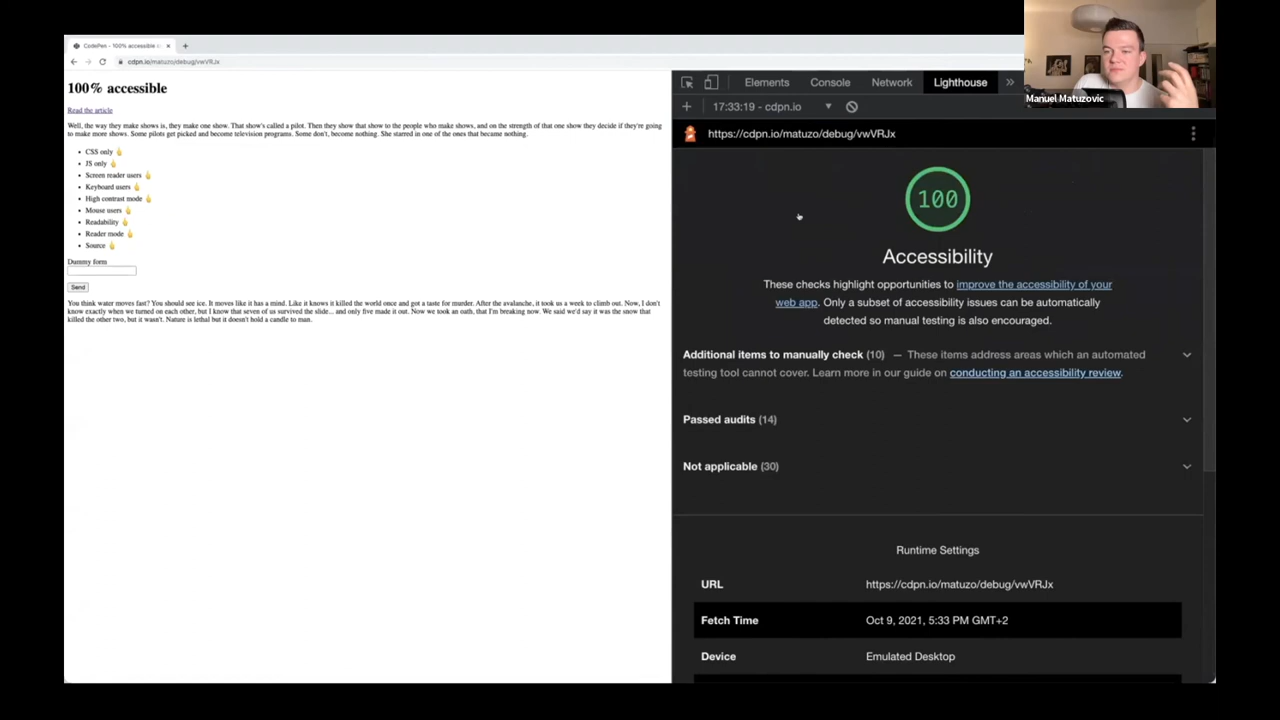 CodePen - 100% accessible
cdpn.io/matuzo/debug/vwVRJx
100% accessible
Read the article
Well, the way they make shows is, they make one show. That show's called a pilot. Then they show that show to the people who make shows, and on the strength of that one show they decide if they're going
to make more shows. Some pilots get picked and become television programs. Some don't, become nothing. She starred in one of the ones that became nothing.
• CSS only 🖕
• JS only 🖕
• Screen reader users 🖕
• Keyboard users 🖕
• High contrast mode 🖕
• Mouse users 🖕
• Readability 🖕
• Reader mode 🖕
• Source 🖕
Dummy form
Send
You think water moves fast? You should see ice. It moves like it has a mind. Like it knows it killed the world once and got a taste for murder. After the avalanche, it took us a week to climb out. Now, I don't
know exactly when we turned on each other, but I know that seven of us survived the slide... and only five made it out. Now we took an oath, that I'm breaking now. We said we'd say it was the snow that
killed the other two, but it wasn't. Nature is lethal but it doesn't hold a candle to man.
Elements Console Network Lighthouse »
17:33:19 - cdpn.io
https://cdpn.io/matuzo/debug/vwVRJx
100
Accessibility
These checks highlight opportunities to improve the accessibility of your
web app. Only a subset of accessibility issues can be automatically
detected so manual testing is also encouraged.
Additional items to manually check (10) — These items address areas which an automated
testing tool cannot cover. Learn more in our guide on conducting an accessibility review.
Passed audits (14)
Not applicable (30)
Runtime Settings
URL https://cdpn.io/matuzo/debug/vwVRJx
Fetch Time Oct 9, 2021, 5:33 PM GMT+2
Device Emulated Desktop
Manuel Matuzovic